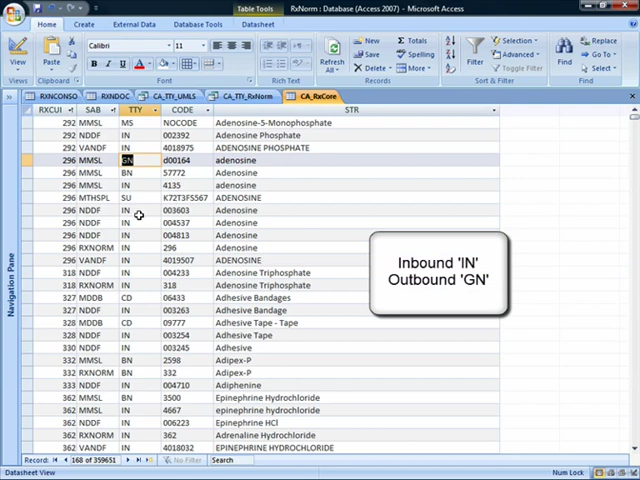 Table Tools
RxNorm : Database (Access 2007) - Microsoft Access
Home Create External Data Database Tools Datasheet
View
Paste
Calibri 11
B I U A
Refresh All
New Totals
Save Spelling
Delete More
Filter
Selection
Advanced
Toggle Filter
Find
Replace
Go To
Select
RXNCONSO RXNDOC CA_TTY_UMLS CA_TTY_RxNorm CA_RxCore
RXCUI SAB TTY CODE STR
292 MMSL MS NOCODE Adenosine-5-Monophosphate
292 NDDF IN 002392 Adenosine Phosphate
292 VANDF IN 4018975 ADENOSINE PHOSPHATE
296 MMSL GN d00164 adenosine
296 MMSL BN 57772 Adenosine
296 MMSL IN 4135 adenosine
296 MTHSPL SU K72T3FS567 ADENOSINE
296 NDDF IN 003603 Adenosine
296 NDDF IN 004537 Adenosine
296 NDDF IN 004813 Adenosine
296 RXNORM IN 296 Adenosine
296 VANDF IN 4019507 ADENOSINE
318 NDDF IN 004233 Adenosine Triphosphate
318 RXNORM IN 318 Adenosine Triphosphate
327 MDDB CD 06433 Adhesive Bandages
327 NDDF IN 003263 Adhesive Bandage
328 MDDB CD 09777 Adhesive Tape - Tape
328 NDDF IN 003254 Adhesive Tape
330 NDDF IN 003245 Adhesive
332 MMSL BN 2598 Adipex-P
332 RXNORM BN 332 Adipex-P
333 NDDF IN 004710 Adiphenine
362 MMSL BN 3500 Epinephrine Hydrochloride
362 MMSL IN 4667 epinephrine hydrochloride
362 NDDF IN 006223 Epinephrine HCl
362 RXNORM IN 362 Adrenaline Hydrochloride
362 VANDF IN 4018032 EPINEPHRINE HYDROCHLORIDE
Inbound 'IN'
Outbound 'GN'
Navigation Pane
Record: 168 of 359651 No Filter Search
Datasheet View Num Lock